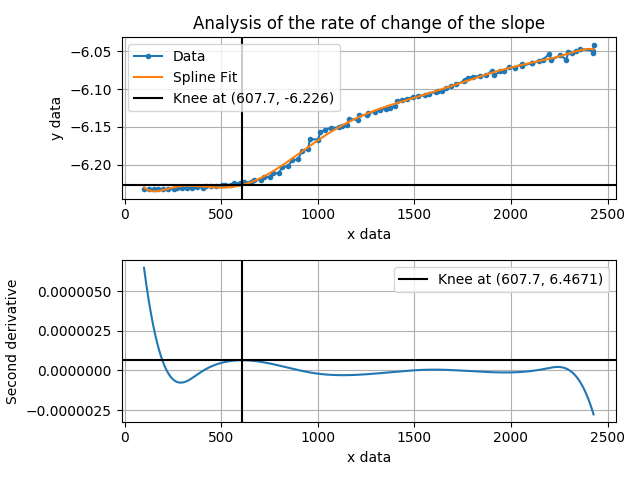 Analysis of the rate of change of the slope
−6.05
−6.10
−6.15
−6.20
y data
Data
Spline Fit
Knee at (607.7, -6.226)
0
500
1000
1500
2000
2500
x data
0.0000050
0.0000025
0.0000000
−0.0000025
Second derivative
Knee at (607.7, 6.4671)
0
500
1000
1500
2000
2500
x data